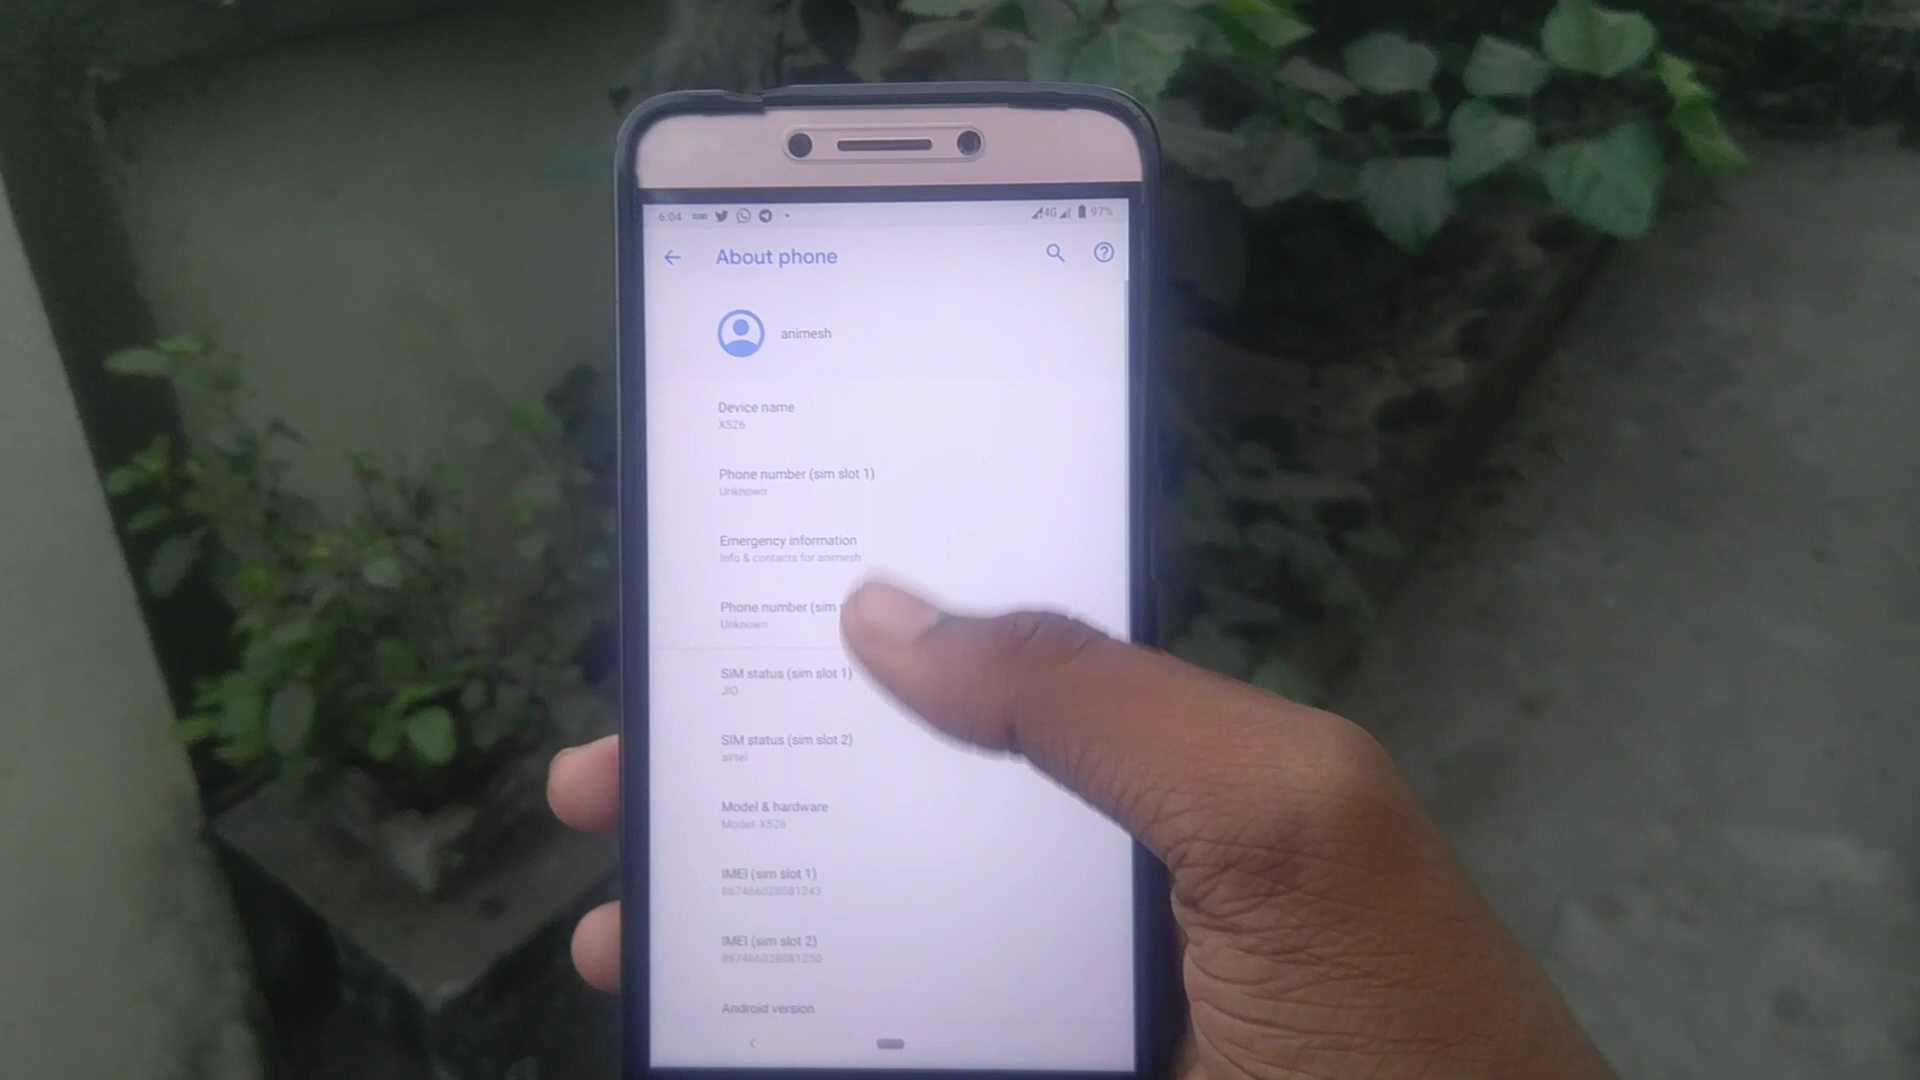 6:04 4G 97%
About phone
animesh
Device name
X526
Phone number (sim slot 1)
Unknown
Emergency information
Info & contacts for animesh
Phone number (sim
Unknown
SIM status (sim slot 1)
JIO
SIM status (sim slot 2)
airtel
Model & hardware
Model: X526
IMEI (sim slot 1)
867466028081243
IMEI (sim slot 2)
867466028081250
Android version